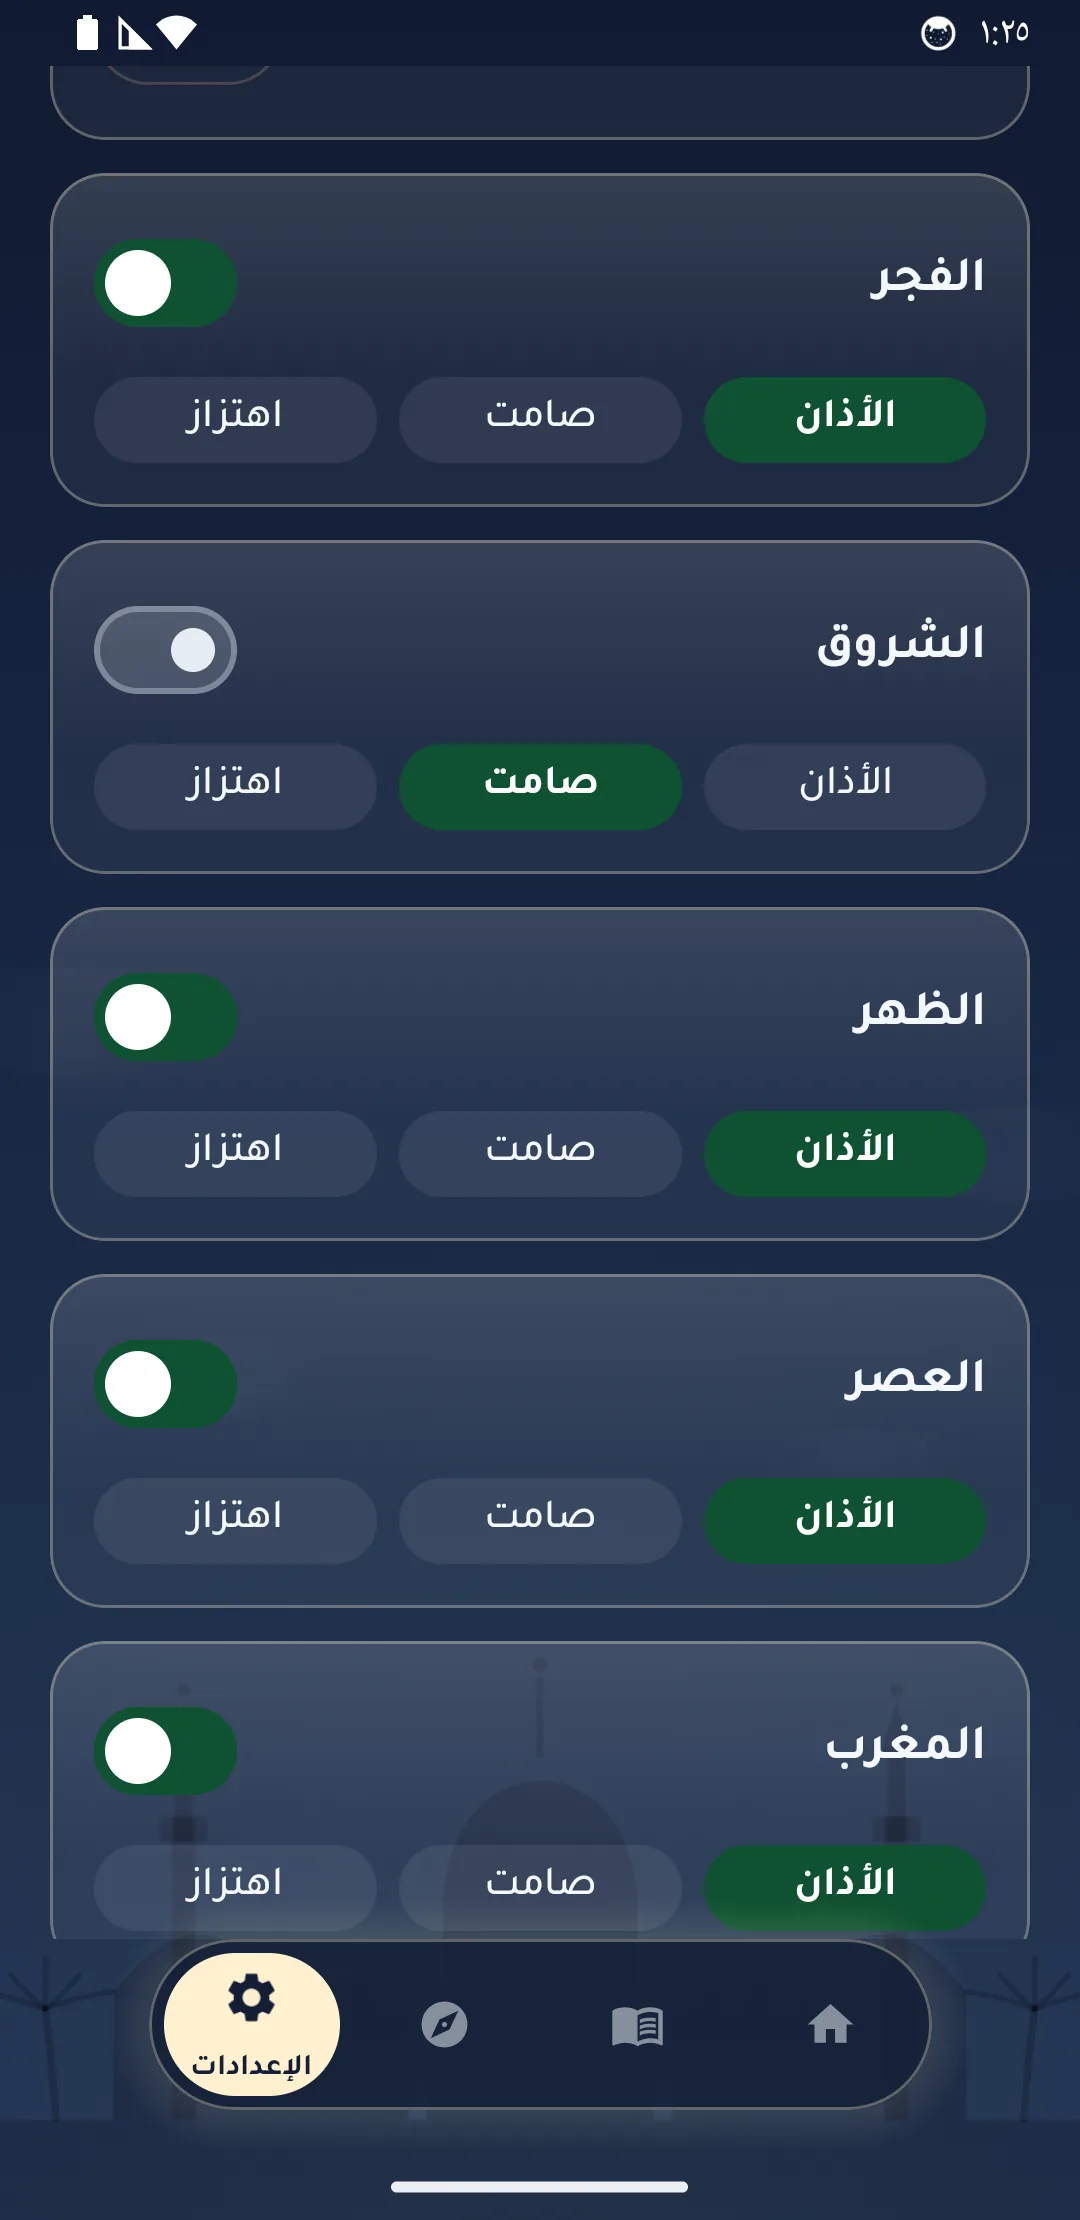 ١:٢٥
الفجر
الأذان صامت اهتزاز
الشروق
الأذان صامت اهتزاز
الظهر
الأذان صامت اهتزاز
العصر
الأذان صامت اهتزاز
المغرب
الأذان صامت اهتزاز
الإعدادات